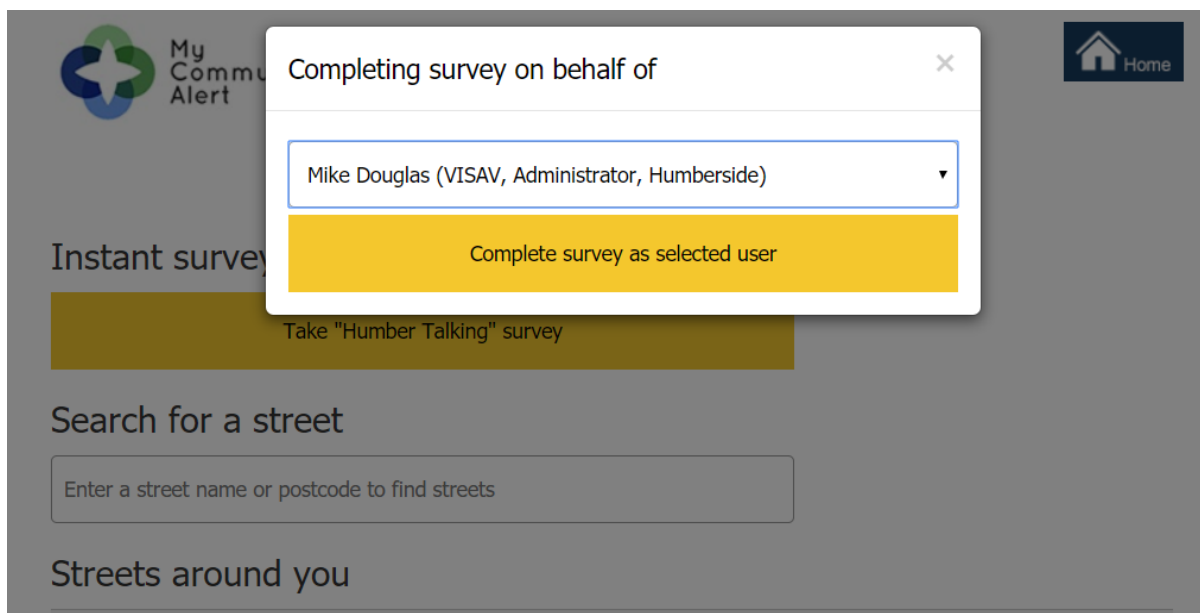 My
Commu
Alert
Home
Completing survey on behalf of
×
Mike Douglas (VISAV, Administrator, Humberside)
Complete survey as selected user
Instant survey
Take "Humber Talking" survey
Search for a street
Enter a street name or postcode to find streets
Streets around you